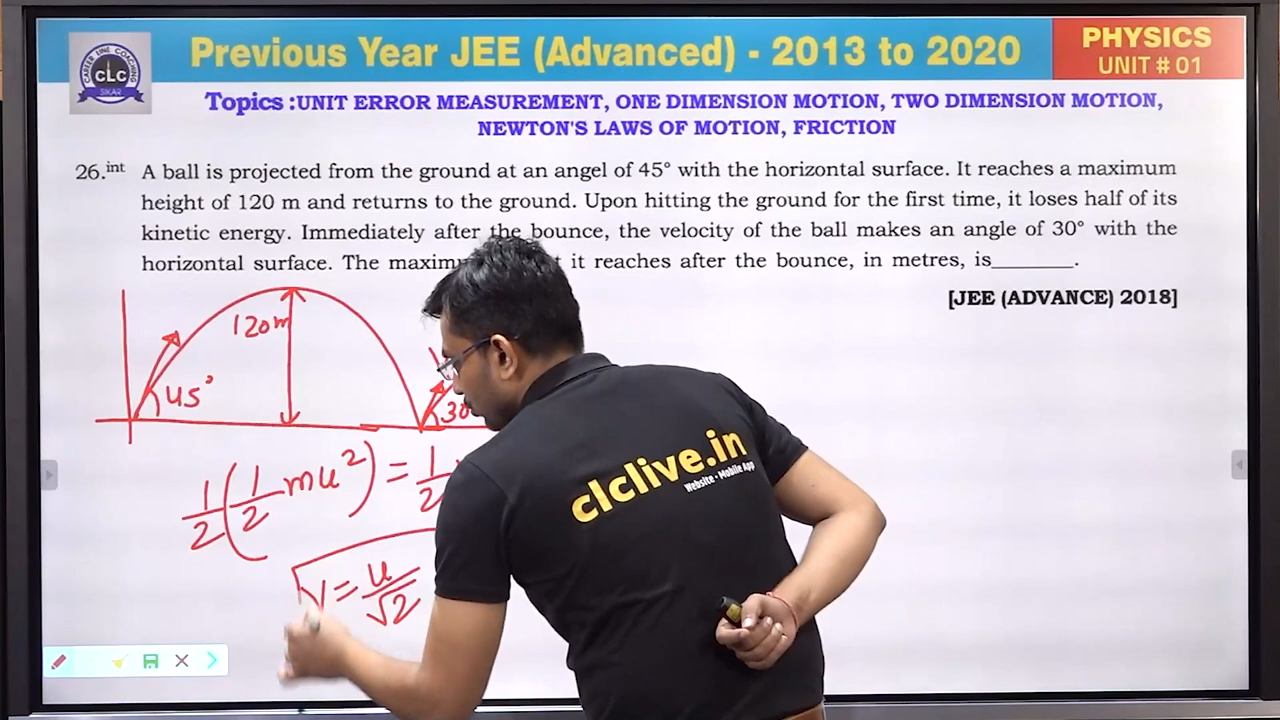 Previous Year JEE (Advanced) - 2013 to 2020
PHYSICS
UNIT # 01
CLC
SIKAR
Topics :UNIT ERROR MEASUREMENT, ONE DIMENSION MOTION, TWO DIMENSION MOTION,
NEWTON'S LAWS OF MOTION, FRICTION
26.int A ball is projected from the ground at an angel of 45° with the horizontal surface. It reaches a maximum
height of 120 m and returns to the ground. Upon hitting the ground for the first time, it loses half of its
kinetic energy. Immediately after the bounce, the velocity of the ball makes an angle of 30° with the
horizontal surface. The it reaches after the bounce, in metres, is_______.
[JEE (ADVANCE) 2018]
120m
45°
30
1/2(1/2 mu²) = 1/2
v = u/√2
clclive.in
Website - Mobile App